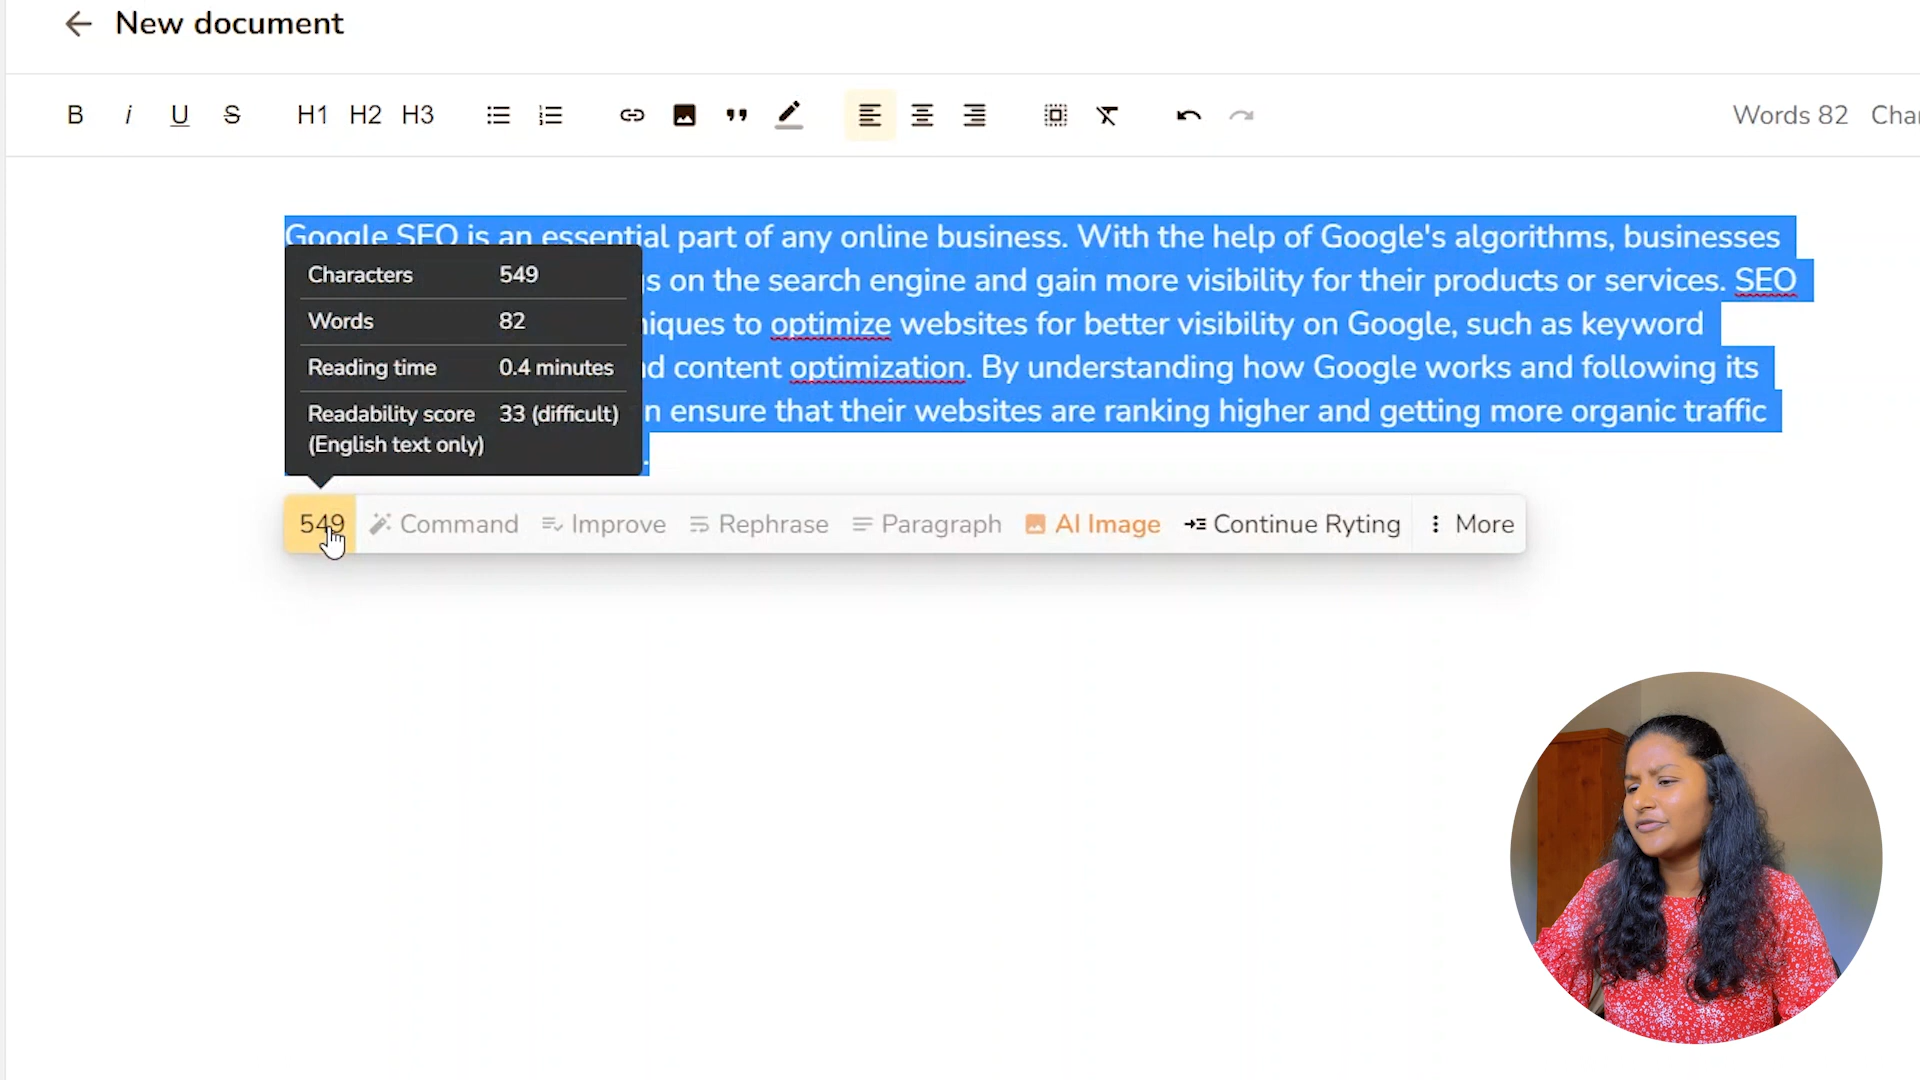 New document
B i U S H1 H2 H3 Words 82 Cha
Google SEO is an essential part of any online business. With the help of Google's algorithms, businesses
s on the search engine and gain more visibility for their products or services. SEO
iques to optimize websites for better visibility on Google, such as keyword
d content optimization. By understanding how Google works and following its
n ensure that their websites are ranking higher and getting more organic traffic
.
Characters 549
Words 82
Reading time 0.4 minutes
Readability score 33 (difficult)
(English text only)
549 Command Improve Rephrase Paragraph AI Image Continue Ryting More